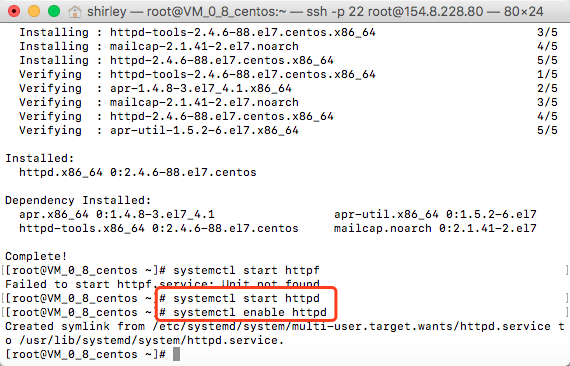 shirley — root@VM_0_8_centos:~ — ssh -p 22 root@154.8.228.80 — 80×24
Installing : httpd-tools-2.4.6-88.el7.centos.x86_64 3/5
Installing : mailcap-2.1.41-2.el7.noarch 4/5
Installing : httpd-2.4.6-88.el7.centos.x86_64 5/5
Verifying : httpd-tools-2.4.6-88.el7.centos.x86_64 1/5
Verifying : apr-1.4.8-3.el7_4.1.x86_64 2/5
Verifying : mailcap-2.1.41-2.el7.noarch 3/5
Verifying : httpd-2.4.6-88.el7.centos.x86_64 4/5
Verifying : apr-util-1.5.2-6.el7.x86_64 5/5
Installed:
httpd.x86_64 0:2.4.6-88.el7.centos
Dependency Installed:
apr.x86_64 0:1.4.8-3.el7_4.1 apr-util.x86_64 0:1.5.2-6.el7
httpd-tools.x86_64 0:2.4.6-88.el7.centos mailcap.noarch 0:2.1.41-2.el7
Complete!
[[root@VM_0_8_centos ~]# systemctl start httpf ]
Failed to start httpf.service: Unit not found.
[[root@VM_0_8_centos ~]# systemctl start httpd ]
[[root@VM_0_8_centos ~]# systemctl enable httpd ]
Created symlink from /etc/systemd/system/multi-user.target.wants/httpd.service t
o /usr/lib/systemd/system/httpd.service.
[root@VM_0_8_centos ~]#